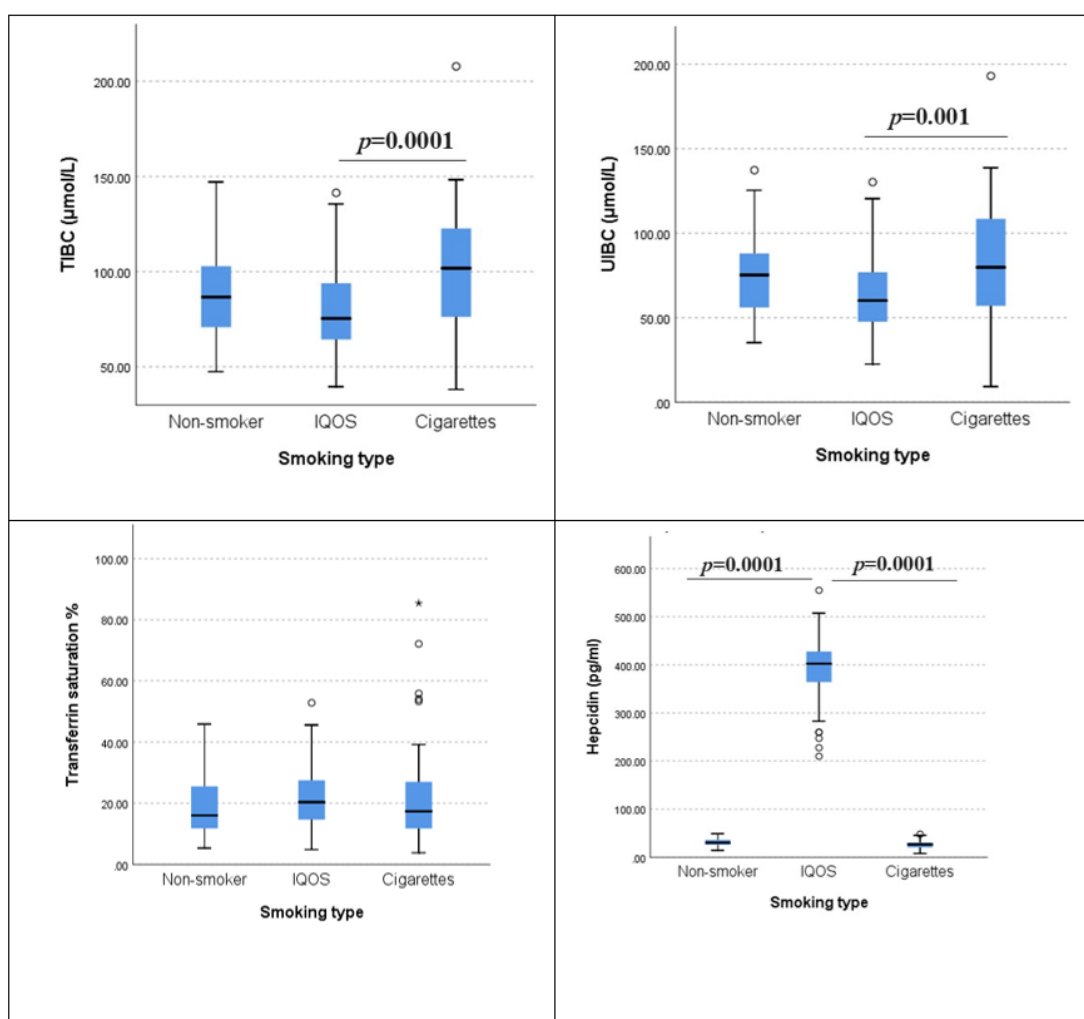 200.00
150.00
100.00
50.00
TIBC (µmol/L)
p=0.0001
Non-smoker IQOS Cigarettes
Smoking type
200.00
150.00
100.00
50.00
.00
UIBC (µmol/L)
p=0.001
Non-smoker IQOS Cigarettes
Smoking type
100.00
80.00
60.00
40.00
20.00
.00
Transferrin saturation %
*
Non-smoker IQOS Cigarettes
Smoking type
600.00
500.00
400.00
300.00
200.00
100.00
.00
Hepcidin (pg/ml)
p=0.0001 p=0.0001
Non-smoker IQOS Cigarettes
Smoking type